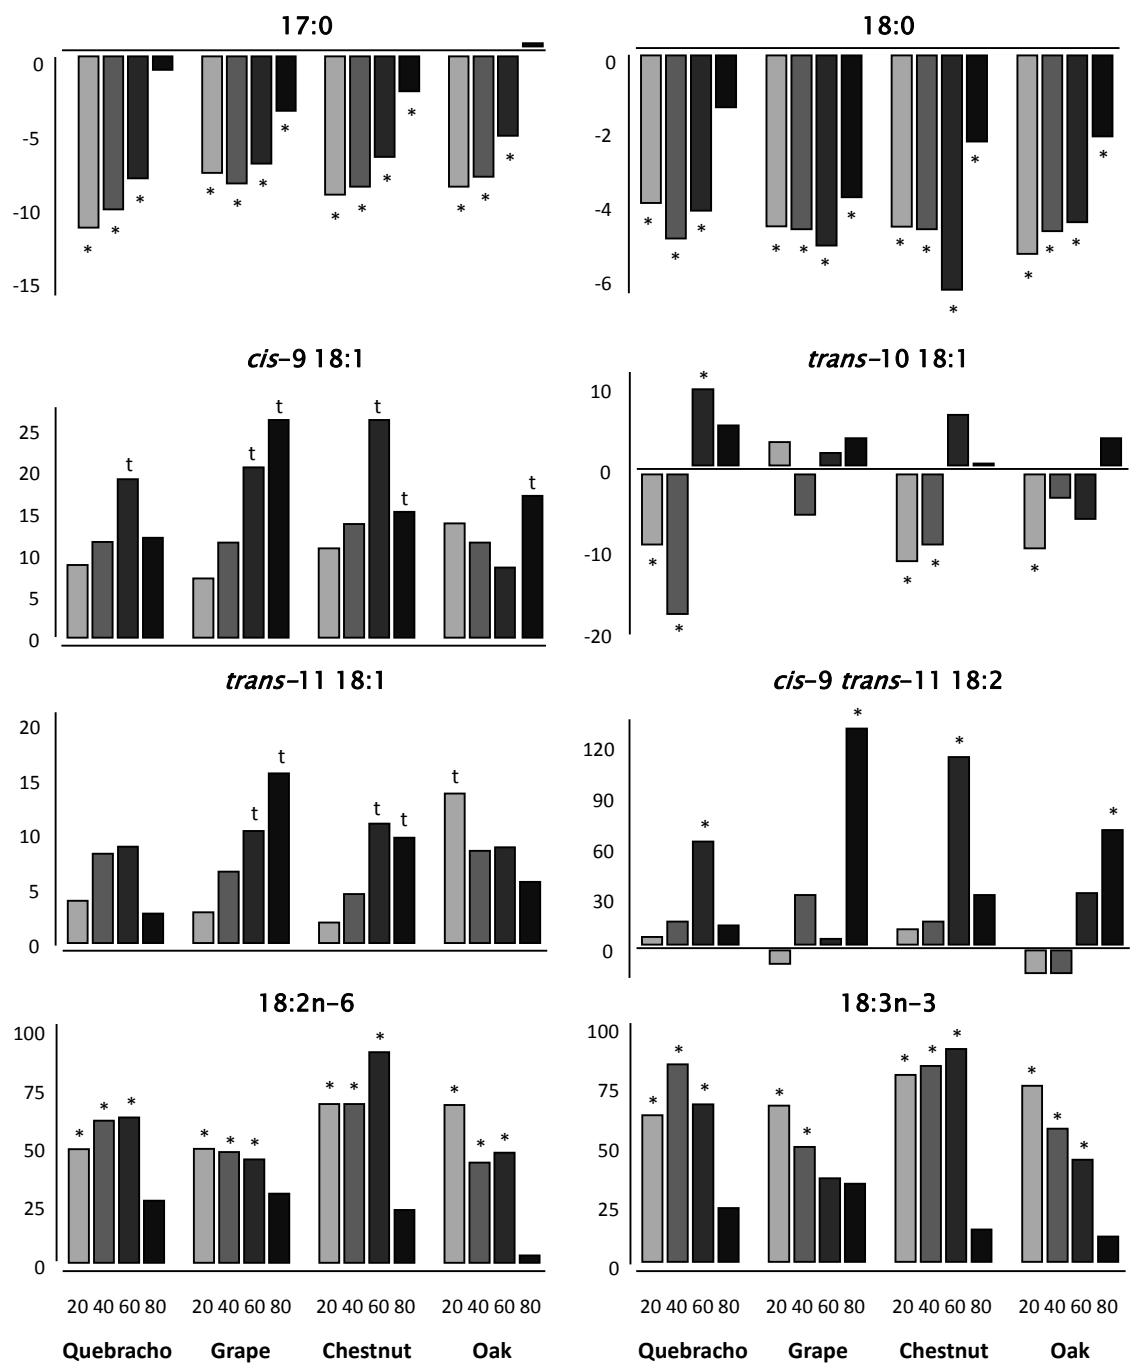 17:0
18:0
0
-5
-10
-15
* * *
* * * *
* * * *
* * *
0
-2
-4
-6
* * *
* * * *
* * * *
* * * *
cis-9 18:1
trans-10 18:1
25
20
15
10
5
0
t
t t
t t
t
10
0
-10
-20
* * *
* *
*
trans-11 18:1
cis-9 trans-11 18:2
20
15
10
5
0
t t
t t
t
120
90
60
30
0
*
*
*
*
18:2n-6
18:3n-3
100
75
50
25
0
* * *
* * *
* * *
* * *
100
75
50
25
0
* * *
* *
* * *
* * *
20 40 60 80 20 40 60 80 20 40 60 80 20 40 60 80
Quebracho Grape Chestnut Oak
20 40 60 80 20 40 60 80 20 40 60 80 20 40 60 80
Quebracho Grape Chestnut Oak